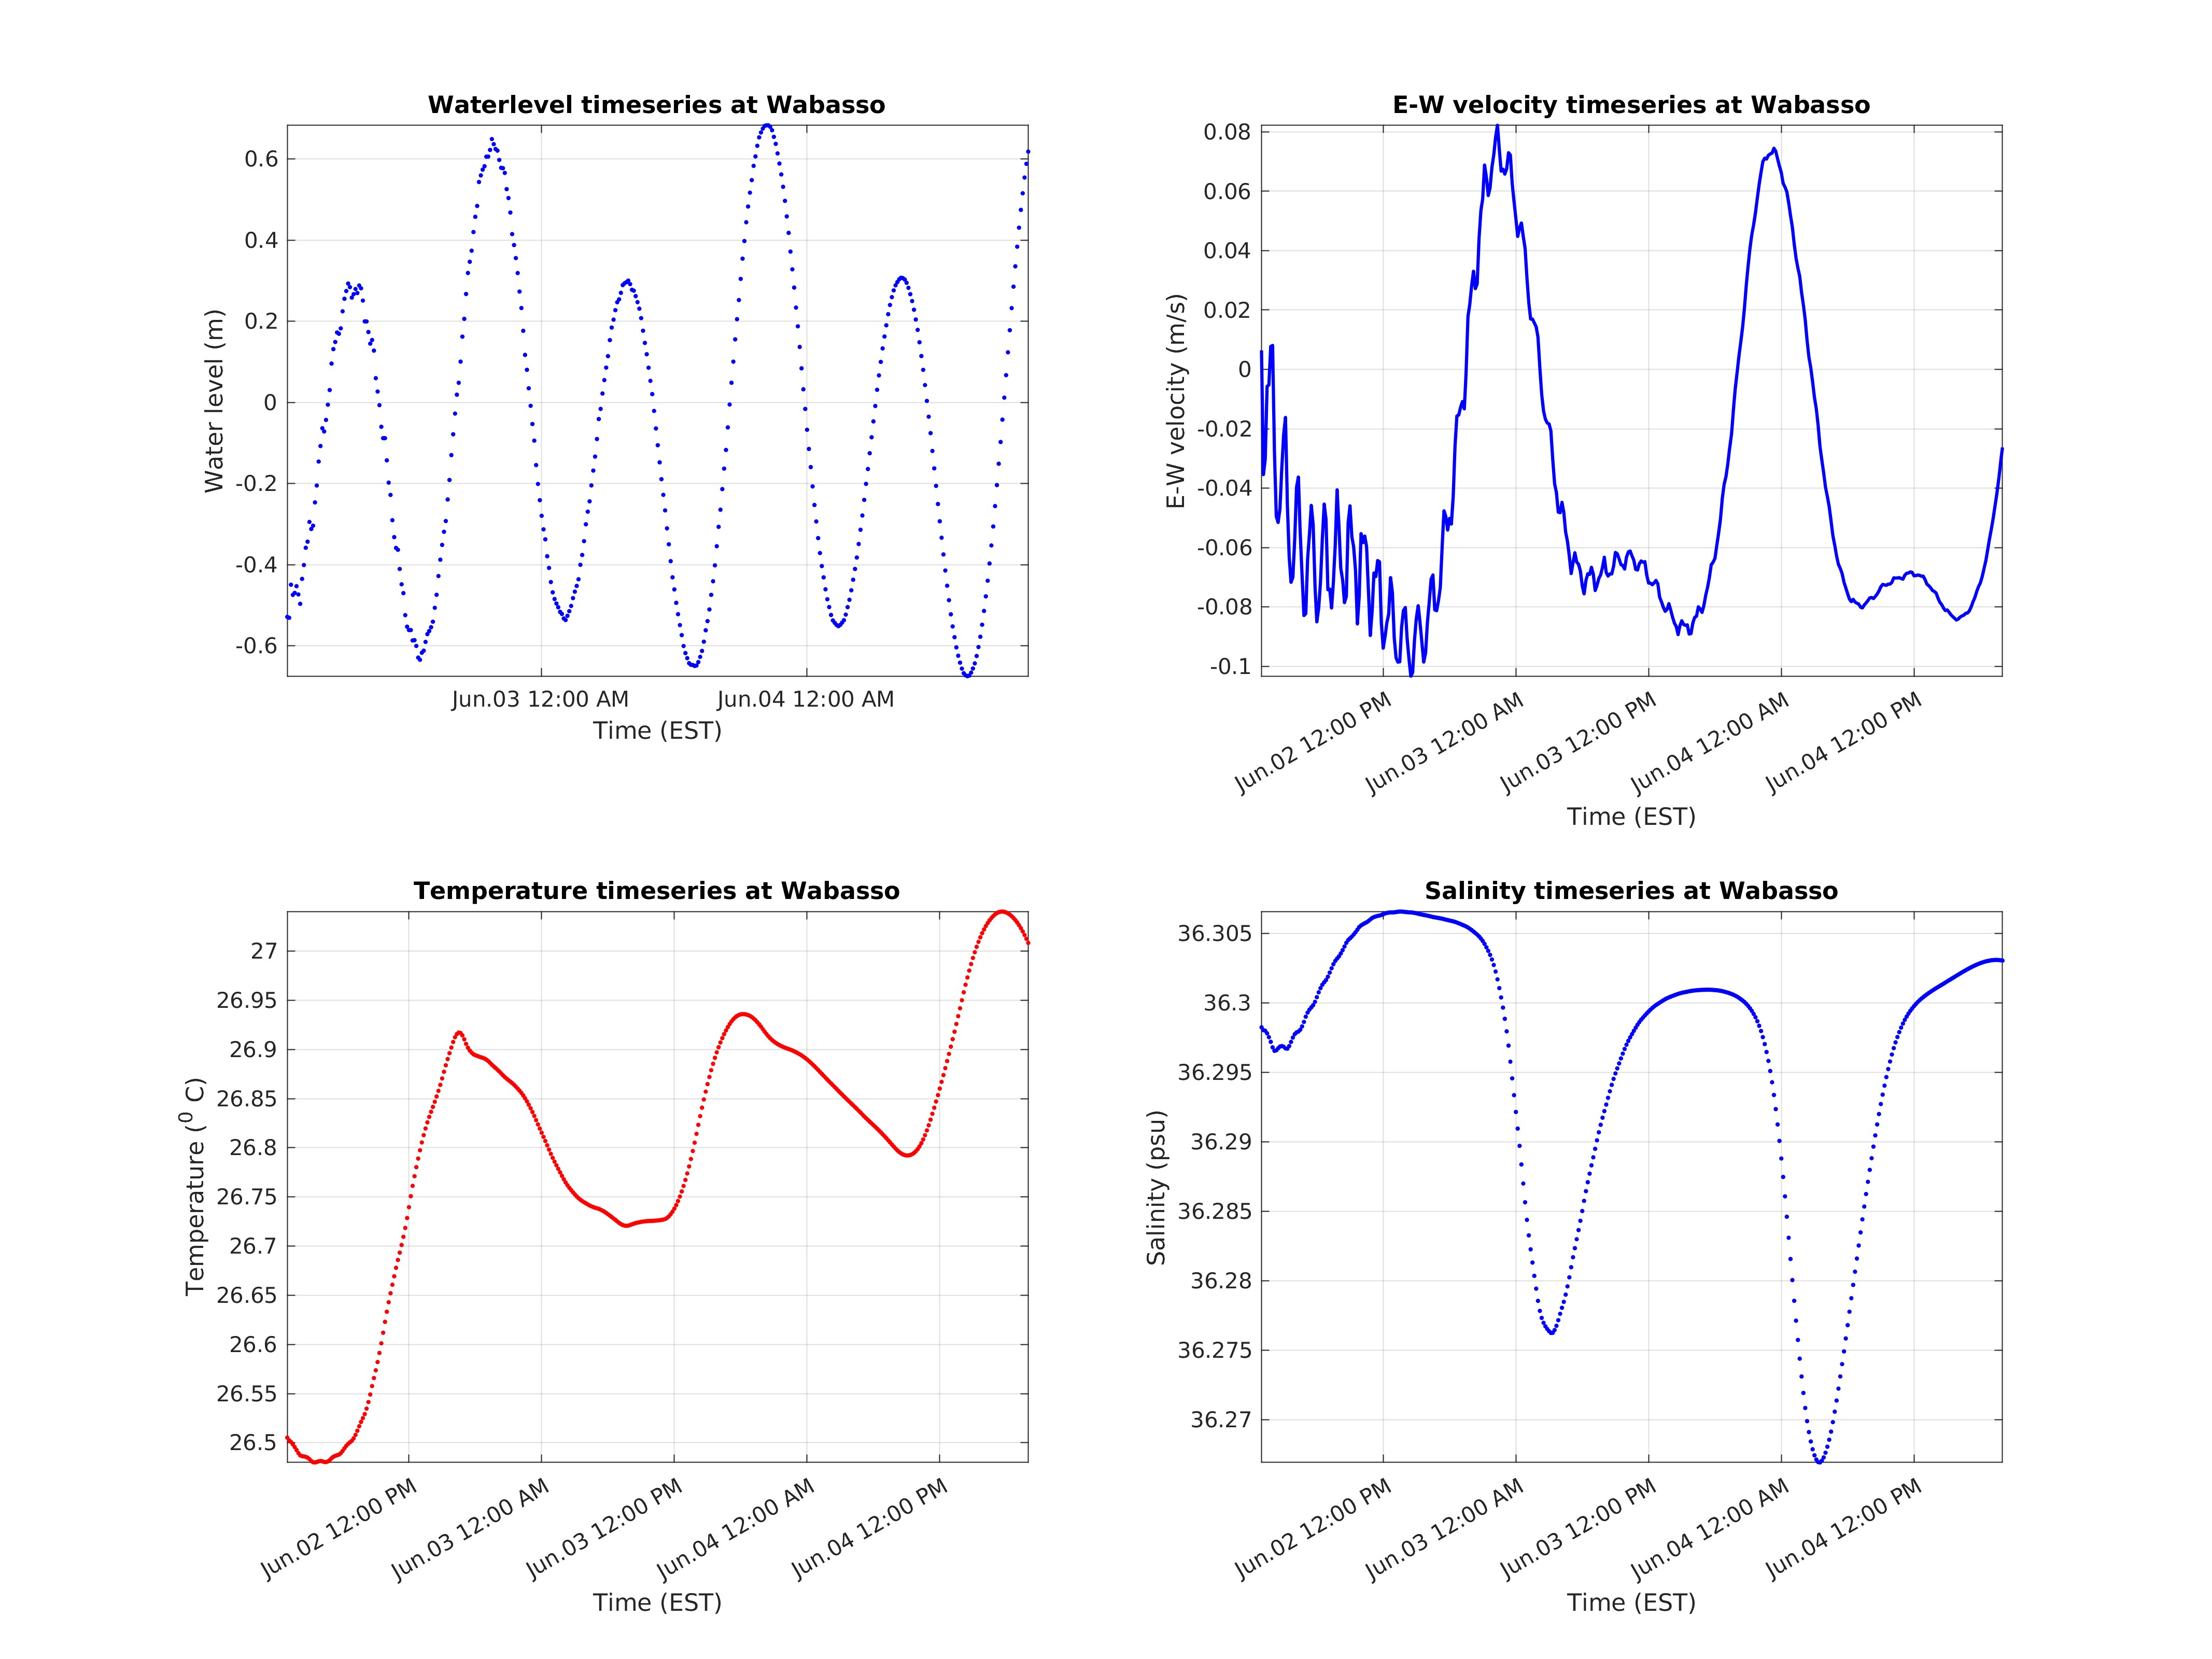 Waterlevel timeseries at Wabasso
0.6
0.4
0.2
0
-0.2
-0.4
-0.6
Water level (m)
Jun.03 12:00 AM
Jun.04 12:00 AM
Time (EST)
E-W velocity timeseries at Wabasso
0.08
0.06
0.04
0.02
0
-0.02
-0.04
-0.06
-0.08
-0.1
E-W velocity (m/s)
Jun.02 12:00 PM
Jun.03 12:00 AM
Jun.03 12:00 PM
Jun.04 12:00 AM
Jun.04 12:00 PM
Time (EST)
Temperature timeseries at Wabasso
27
26.95
26.9
26.85
26.8
26.75
26.7
26.65
26.6
26.55
26.5
Temperature (⁰ C)
Jun.02 12:00 PM
Jun.03 12:00 AM
Jun.03 12:00 PM
Jun.04 12:00 AM
Jun.04 12:00 PM
Time (EST)
Salinity timeseries at Wabasso
36.305
36.3
36.295
36.29
36.285
36.28
36.275
36.27
Salinity (psu)
Jun.02 12:00 PM
Jun.03 12:00 AM
Jun.03 12:00 PM
Jun.04 12:00 AM
Jun.04 12:00 PM
Time (EST)